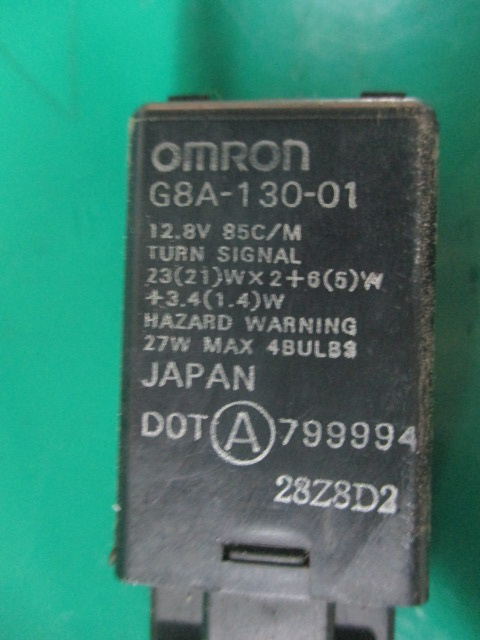 omron
G8A-130-01
12.8V 85C/M
TURN SIGNAL
23(21)W×2+6(5)W
+3.4(1.4)W
HAZARD WARNING
27W MAX 4BULBS
JAPAN
DOT A 799994
28Z8D2